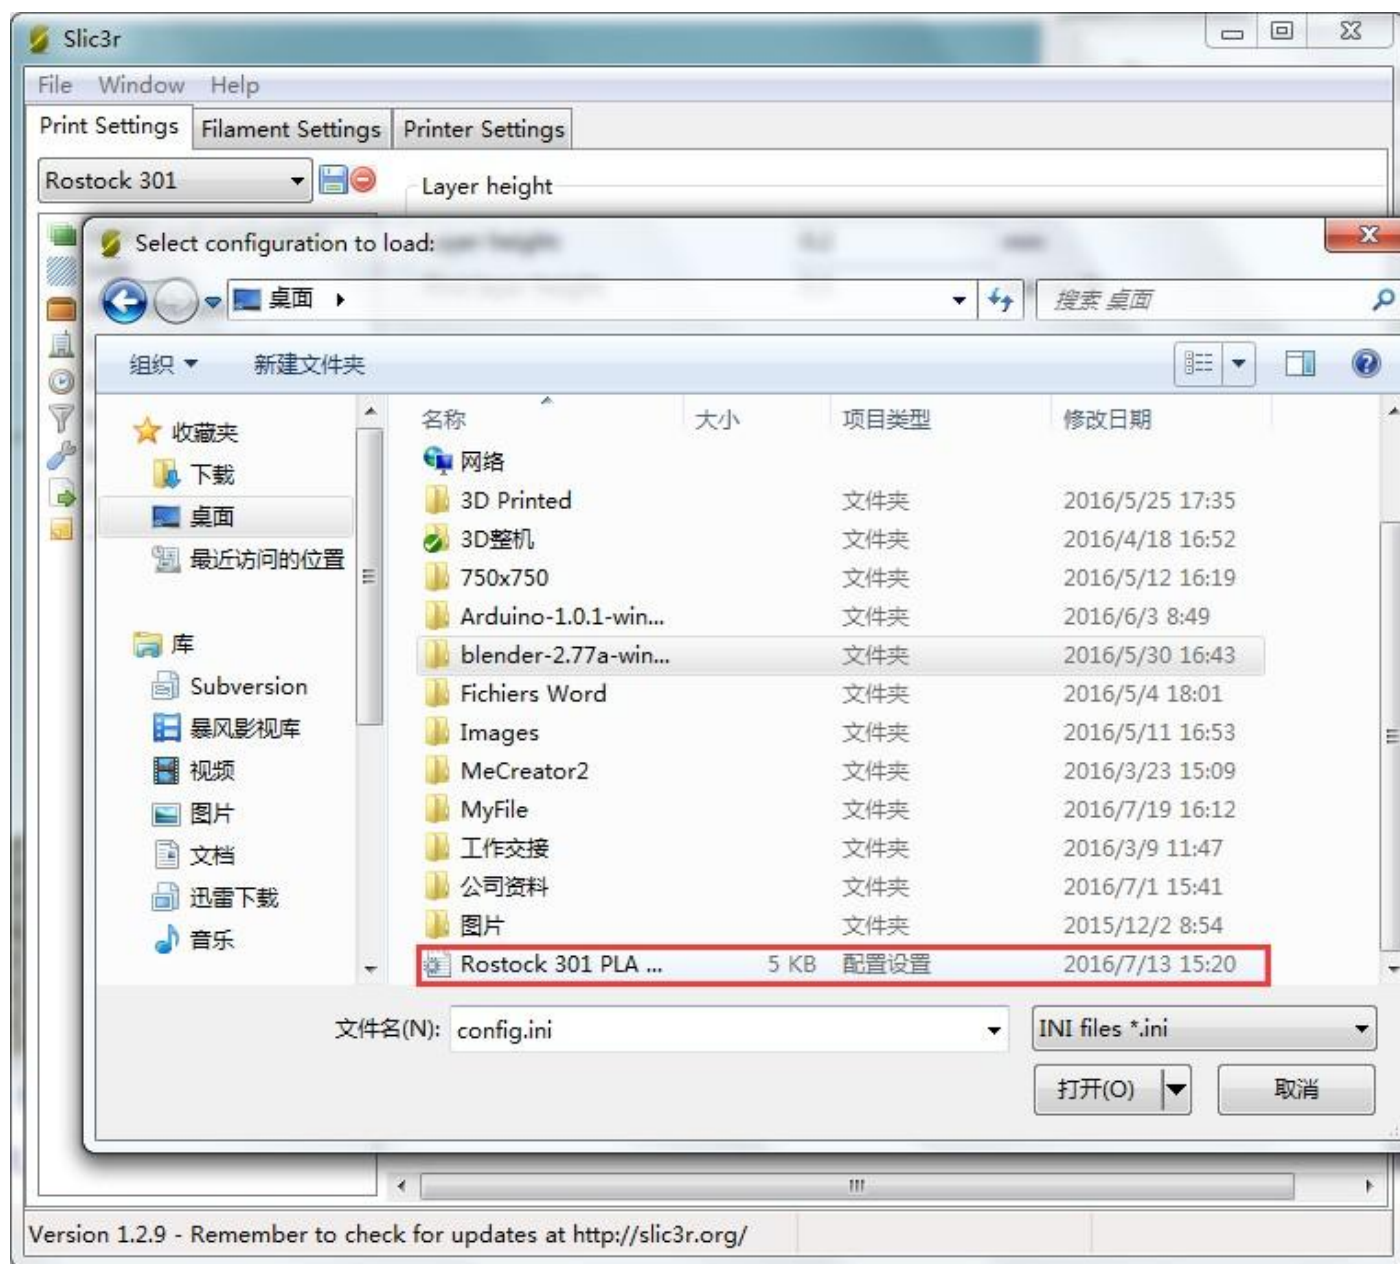 Slic3r
File Window Help
Print Settings Filament Settings Printer Settings
Rostock 301
Layer height
Select configuration to load:
桌面
搜索 桌面
组织 新建文件夹
收藏夹
下载
桌面
最近访问的位置
库
Subversion
暴风影视库
视频
图片
文档
迅雷下载
音乐
名称 大小 项目类型 修改日期
网络
3D Printed 文件夹 2016/5/25 17:35
3D整机 文件夹 2016/4/18 16:52
750x750 文件夹 2016/5/12 16:19
Arduino-1.0.1-win... 文件夹 2016/6/3 8:49
blender-2.77a-win... 文件夹 2016/5/30 16:43
Fichiers Word 文件夹 2016/5/4 18:01
Images 文件夹 2016/5/11 16:53
MeCreator2 文件夹 2016/3/23 15:09
MyFile 文件夹 2016/7/19 16:12
工作交接 文件夹 2016/3/9 11:47
公司资料 文件夹 2016/7/1 15:41
图片 文件夹 2015/12/2 8:54
Rostock 301 PLA ... 5 KB 配置设置 2016/7/13 15:20
文件名(N): config.ini INI files *.ini
打开(O) 取消
Version 1.2.9 - Remember to check for updates at http://slic3r.org/